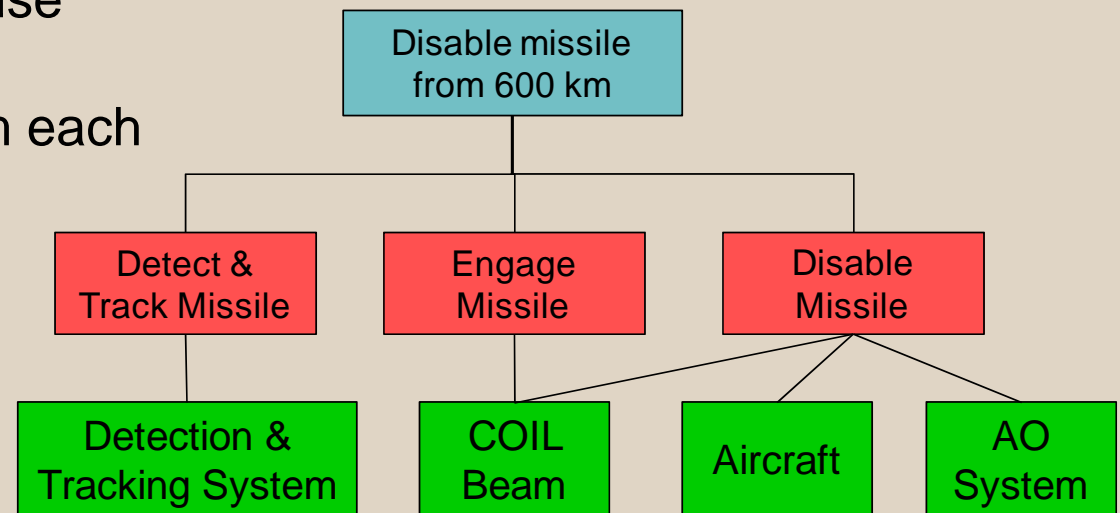 Disable missile
from 600 km
each
Detect &
Track Missile
Engage
Missile
Disable
Missile
Detection &
Tracking System
COIL
Beam
Aircraft
AO
System